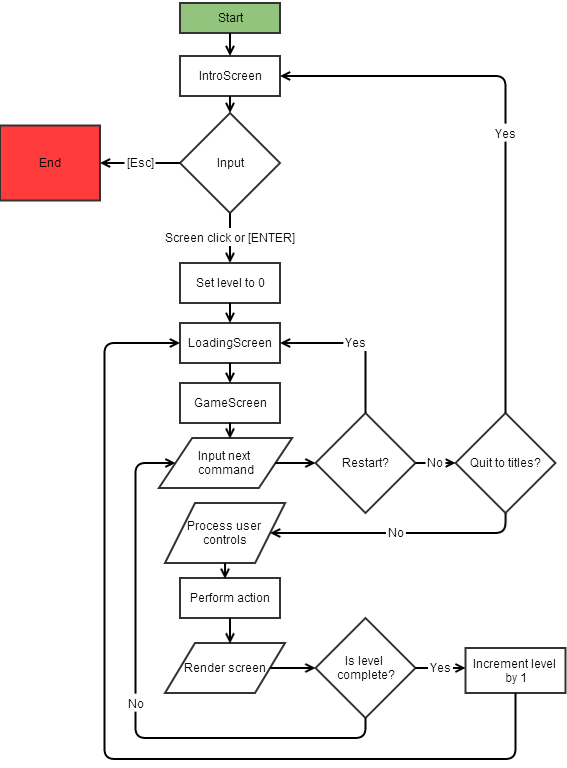 Start
IntroScreen
Yes
End
[Esc]
Input
Screen click or [ENTER]
Set level to 0
LoadingScreen
Yes
GameScreen
Input next
command
Restart?
No
Quit to titles?
Process user
controls
No
Perform action
Render screen
Is level
complete?
Yes
Increment level
by 1
No